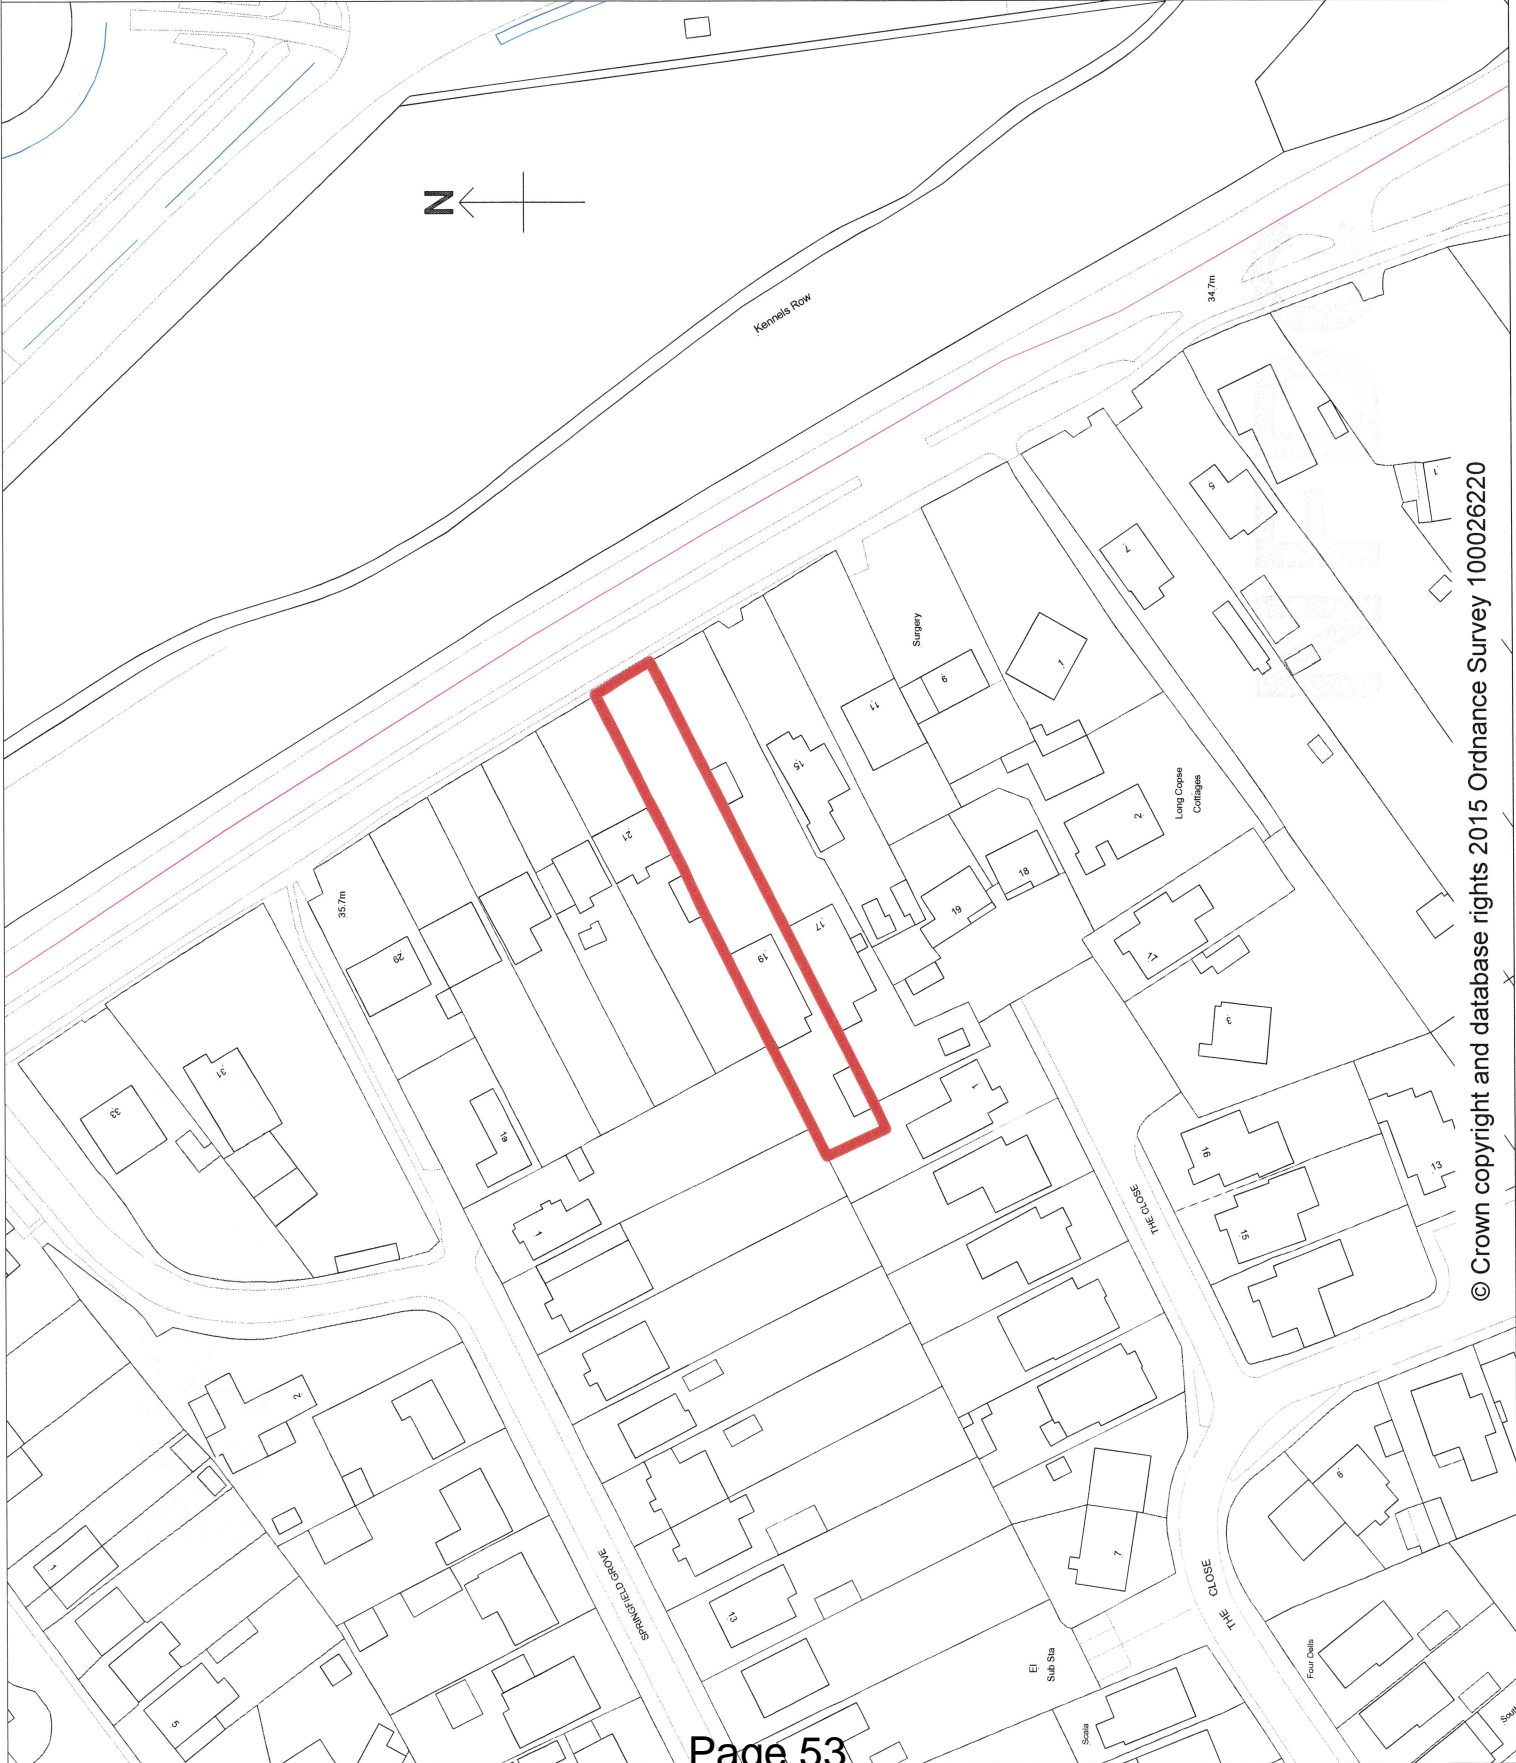 N
Kennels Row
34.7m
35.7m
Surgery
5
7
1
9
11
15
1
2
Long Copse
Cottages
18
19
17
3
21
17
19
29
31
33
1a
1
1
16
15
13
THE CLOSE
2
1
5
SPRINGFIELD GROVE
13
7
6
THE CLOSE
El
Sub Sta
Scala
Four Dells
© Crown copyright and database rights 2015 Ordnance Survey 100026220
Page 53